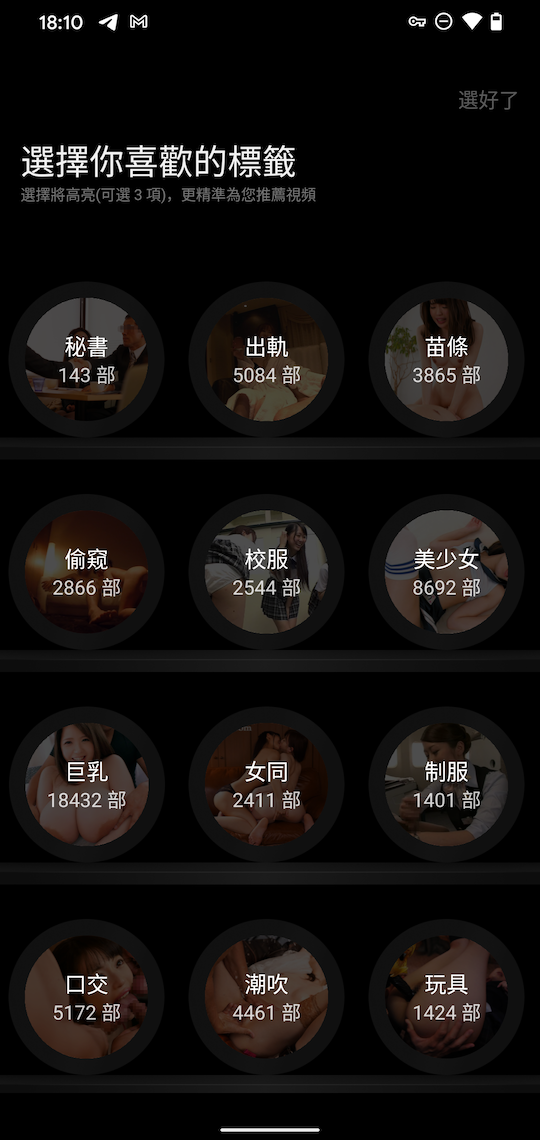 18:10
選好了
選擇你喜歡的標籤
選擇將高亮(可選 3 項)，更精準為您推薦視頻
秘書
143 部
出軌
5084 部
苗條
3865 部
偷窺
2866 部
校服
2544 部
美少女
8692 部
巨乳
18432 部
女同
2411 部
制服
1401 部
口交
5172 部
潮吹
4461 部
玩具
1424 部